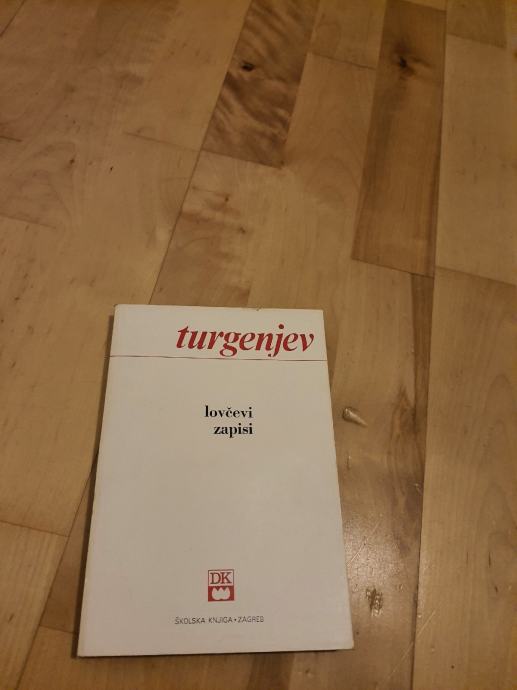 turgenjev
lovčevi
zapisi
DK
ŠKOLSKA KNJIGA • ZAGREB